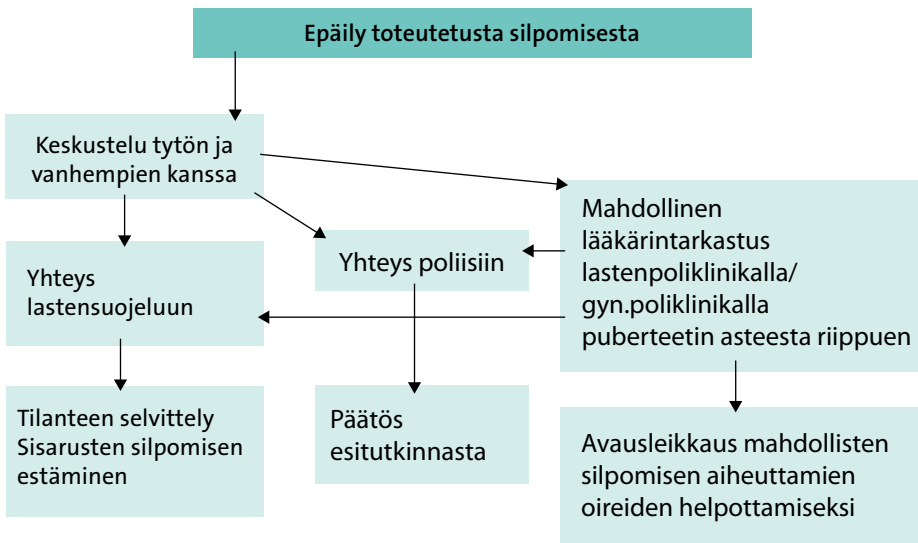 Epäily toteutetusta silpomisesta
Keskustelu tytön ja
vanhempien kanssa
Mahdollinen
lääkärintarkastus
lastenpoliklinikalla/
gyn.poliklinikalla
puberteetin asteesta riippuen
Yhteys poliisiin
Yhteys
lastensuojeluun
Tilanteen selvittely
Sisarusten silpomisen
estäminen
Päätös
esitutkinnasta
Avausleikkaus mahdollisten
silpomisen aiheuttamien
oireiden helpottamiseksi